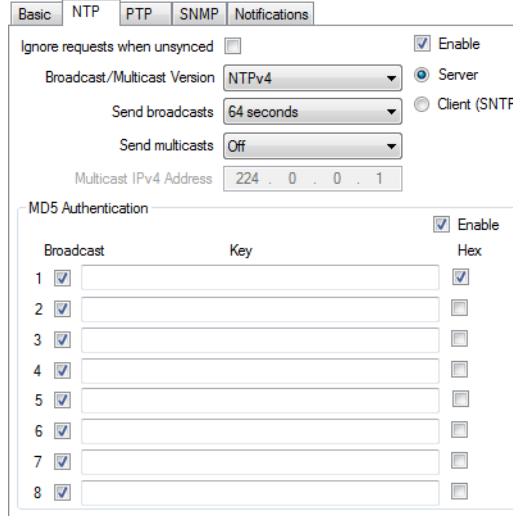 Basic NTP PTP SNMP Notifications
Ignore requests when unsynced Enable
Broadcast/Multicast Version NTPv4 Server
Send broadcasts 64 seconds Client (SNTP
Send multicasts Off
Multicast IPv4 Address 224 . 0 . 0 . 1
MD5 Authentication
Enable
Broadcast Key Hex
1
2
3
4
5
6
7
8